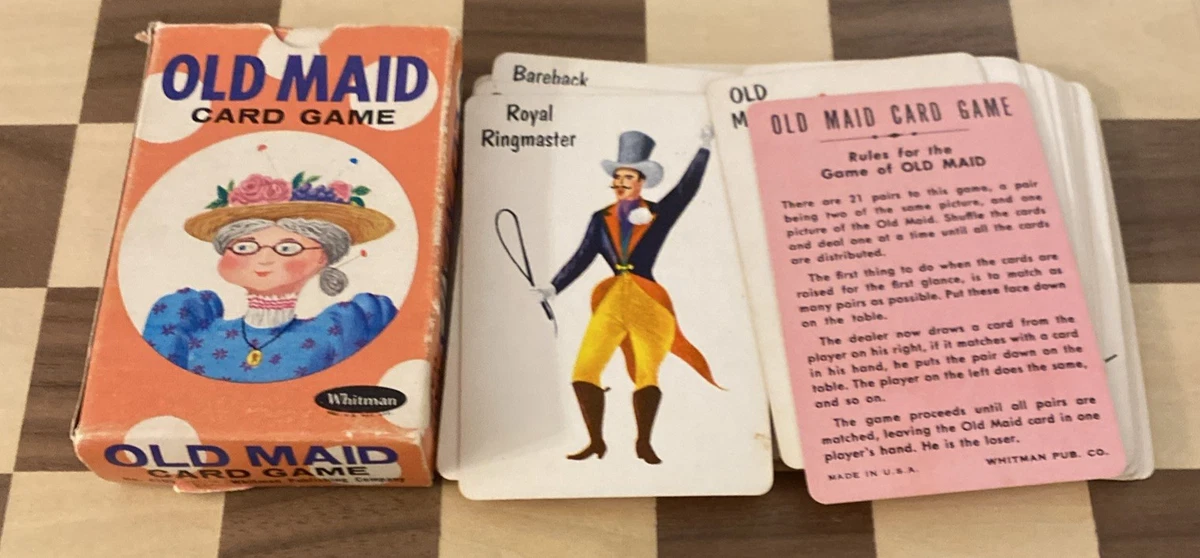 OLD MAID
CARD GAME
Whitman
OLD MAID
CARD GAME
Whitman Publishing Company
Bareback
Royal
Ringmaster
OLD
M
OLD MAID CARD GAME
Rules for the
Game of OLD MAID
There are 21 pairs to this game, a pair
being two of the same picture, and one
picture of the Old Maid. Shuffle the cards
and deal one at a time until all the cards
are distributed.
The first thing to do when the cards are
raised for the first glance, is to match as
many pairs as possible. Put these face down
on the table.
The dealer now draws a card from the
player on his right, if it matches with a card
in his hand, he puts the pair down on the
table. The player on the left does the same,
and so on.
The game proceeds until all pairs are
matched, leaving the Old Maid card in one
player's hand. He is the loser.
MADE IN U.S.A.
WHITMAN PUB. CO.